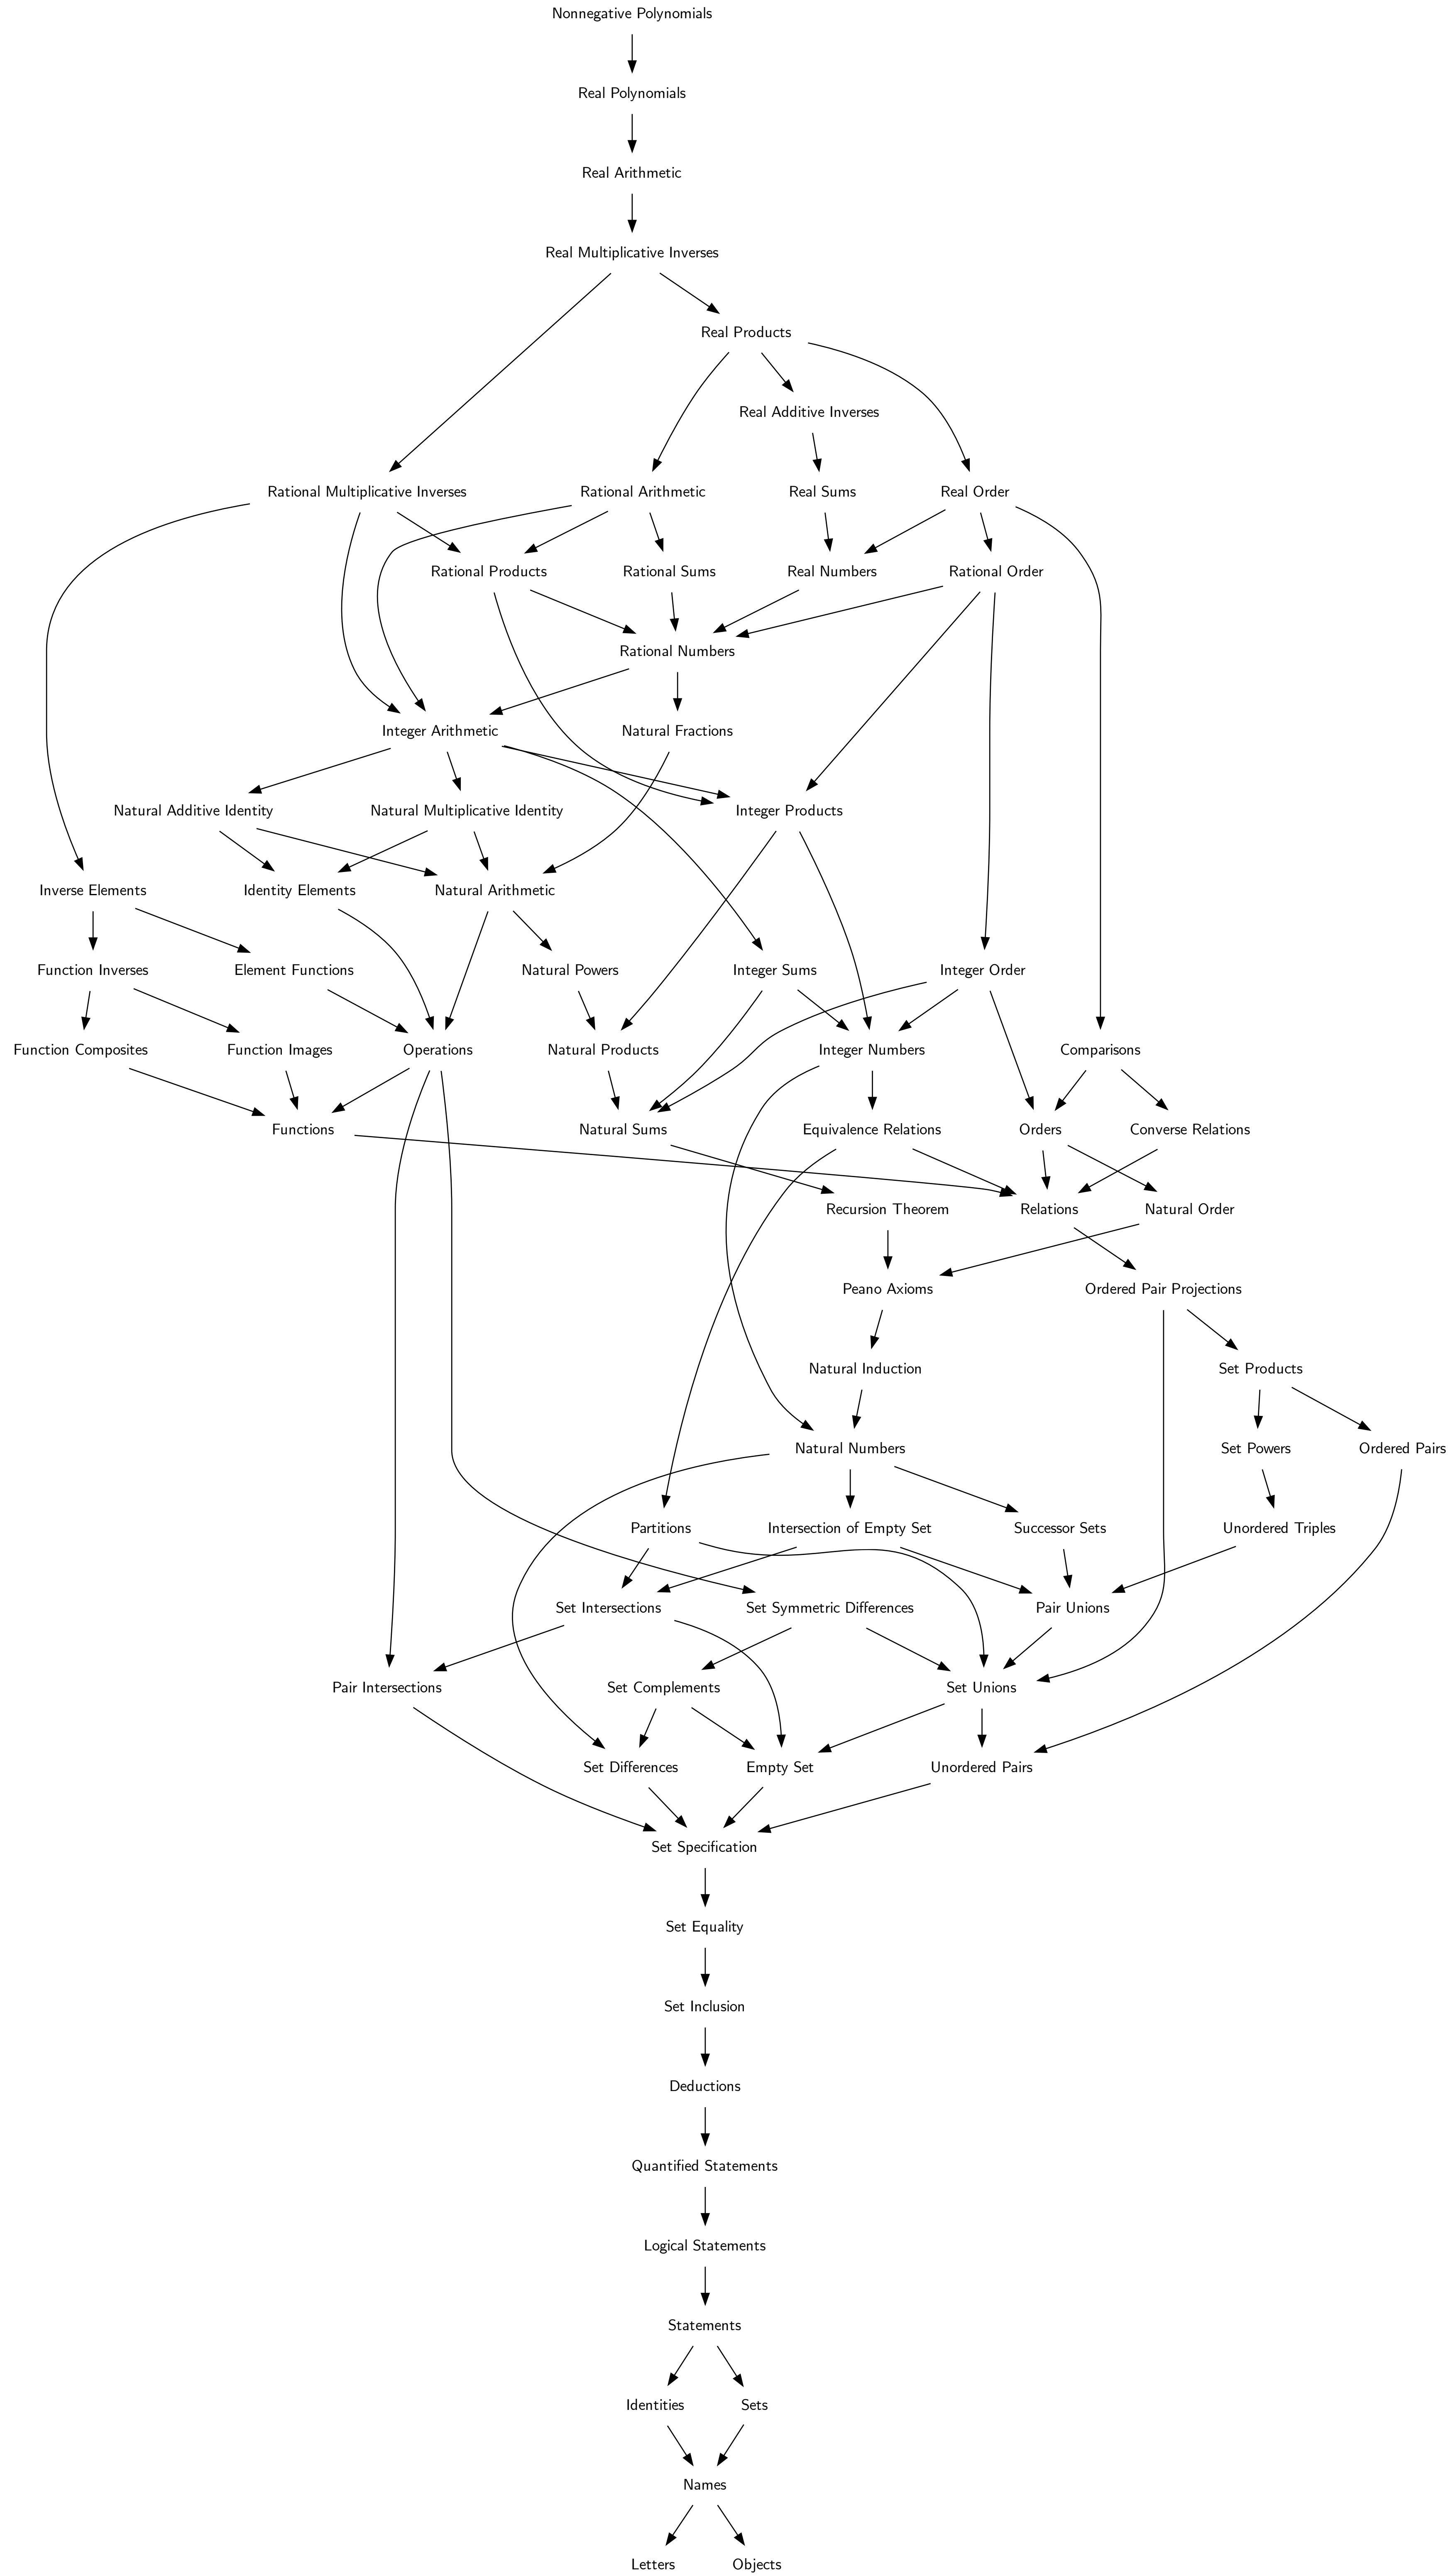 Nonnegative Polynomials
Real Polynomials
Real Arithmetic
Real Multiplicative Inverses
Real Products
Real Additive Inverses
Rational Multiplicative Inverses
Rational Arithmetic
Real Sums
Real Order
Rational Products
Rational Sums
Real Numbers
Rational Order
Rational Numbers
Integer Arithmetic
Natural Fractions
Natural Additive Identity
Natural Multiplicative Identity
Integer Products
Inverse Elements
Identity Elements
Natural Arithmetic
Function Inverses
Element Functions
Natural Powers
Integer Sums
Integer Order
Function Composites
Function Images
Operations
Natural Products
Integer Numbers
Comparisons
Functions
Natural Sums
Equivalence Relations
Orders
Converse Relations
Recursion Theorem
Relations
Natural Order
Peano Axioms
Ordered Pair Projections
Natural Induction
Set Products
Natural Numbers
Set Powers
Ordered Pairs
Partitions
Intersection of Empty Set
Successor Sets
Unordered Triples
Set Intersections
Set Symmetric Differences
Pair Unions
Pair Intersections
Set Complements
Set Unions
Set Differences
Empty Set
Unordered Pairs
Set Specification
Set Equality
Set Inclusion
Deductions
Quantified Statements
Logical Statements
Statements
Identities
Sets
Names
Letters
Objects